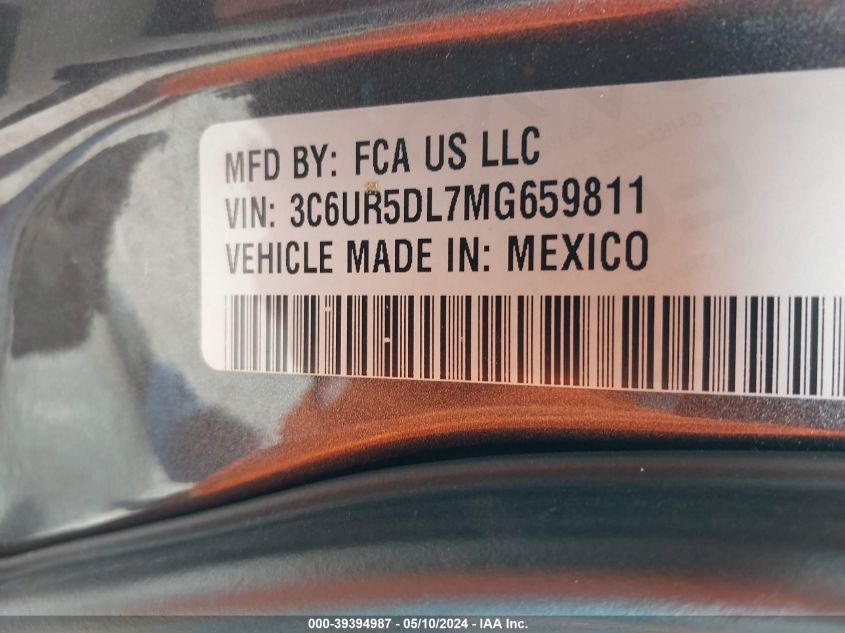 MFD BY: FCA US LLC
VIN: 3C6UR5DL7MG659811
VEHICLE MADE IN: MEXICO
000-39394987 - 05/10/2024 - IAA Inc.